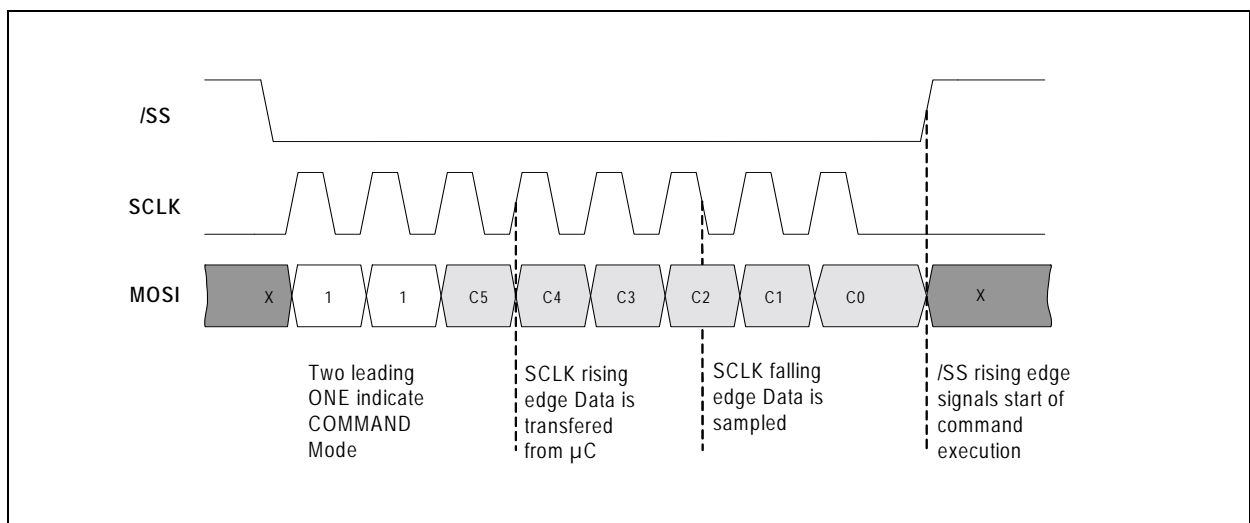 /SS
SCLK
MOSI
X 1 1 C5 C4 C3 C2 C1 C0 X
Two leading
ONE indicate
COMMAND
Mode
SCLK rising
edge Data is
transfered
from µC
SCLK falling
edge Data is
sampled
/SS rising edge
signals start of
command
execution